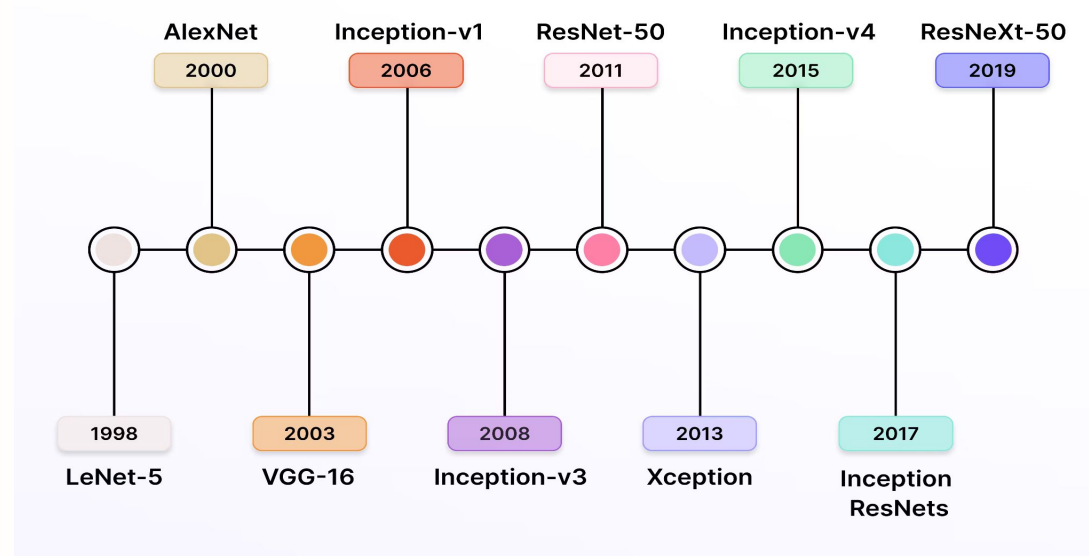 AlexNet
2000
Inception-v1
2006
ResNet-50
2011
Inception-v4
2015
ResNeXt-50
2019
1998
LeNet-5
2003
VGG-16
2008
Inception-v3
2013
Xception
2017
Inception
ResNets